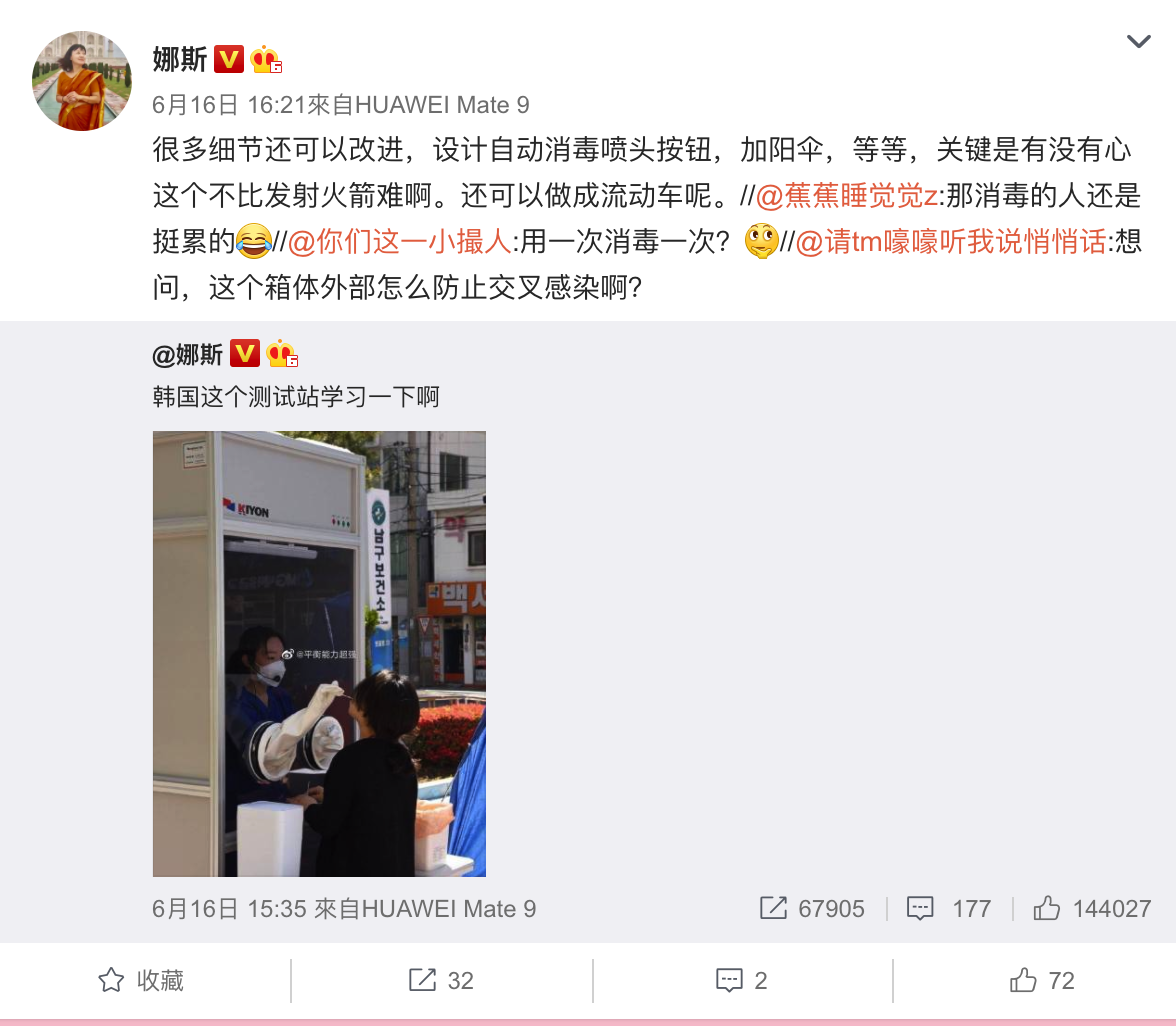 娜斯
6月16日 16:21來自HUAWEI Mate 9
很多细节还可以改进，设计自动消毒喷头按钮，加阳伞，等等，关键是有没有心
这个不比发射火箭难啊。还可以做成流动车呢。//@蕉蕉睡觉觉z:那消毒的人还是
挺累的😂//@你们这一小撮人:用一次消毒一次？🤔//@请tm嚎嚎听我说悄悄话:想
问，这个箱体外部怎么防止交叉感染啊?
@娜斯
韩国这个测试站学习一下啊
KIYON
남구보건소
약
백
@平衡能力超强
6月16日 15:35 來自HUAWEI Mate 9
67905
177
144027
收藏
32
2
72